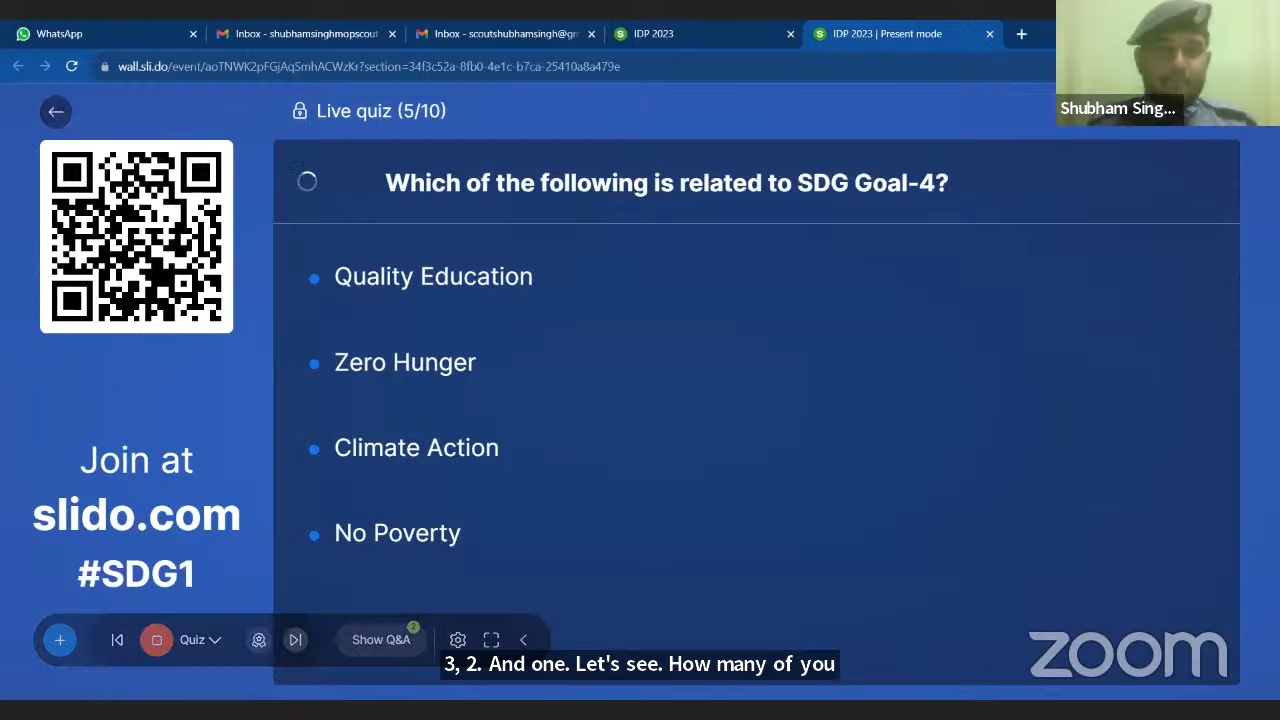 WhatsApp
Inbox - shubhamsinghmopscout
Inbox - scoutshubhamsingh@gn
IDP 2023
IDP 2023 | Present mode
wall.sli.do/event/aoTNWK2pFGjAqSmhACWzKr?section=34f3c52a-8fb0-4e1c-b7ca-25410a8a479e
Shubham Sing...
Live quiz (5/10)
Which of the following is related to SDG Goal-4?
Quality Education
Zero Hunger
Climate Action
No Poverty
Join at
slido.com
#SDG1
Quiz
Show Q&A
2
3, 2. And one. Let's see. How many of you
zoom